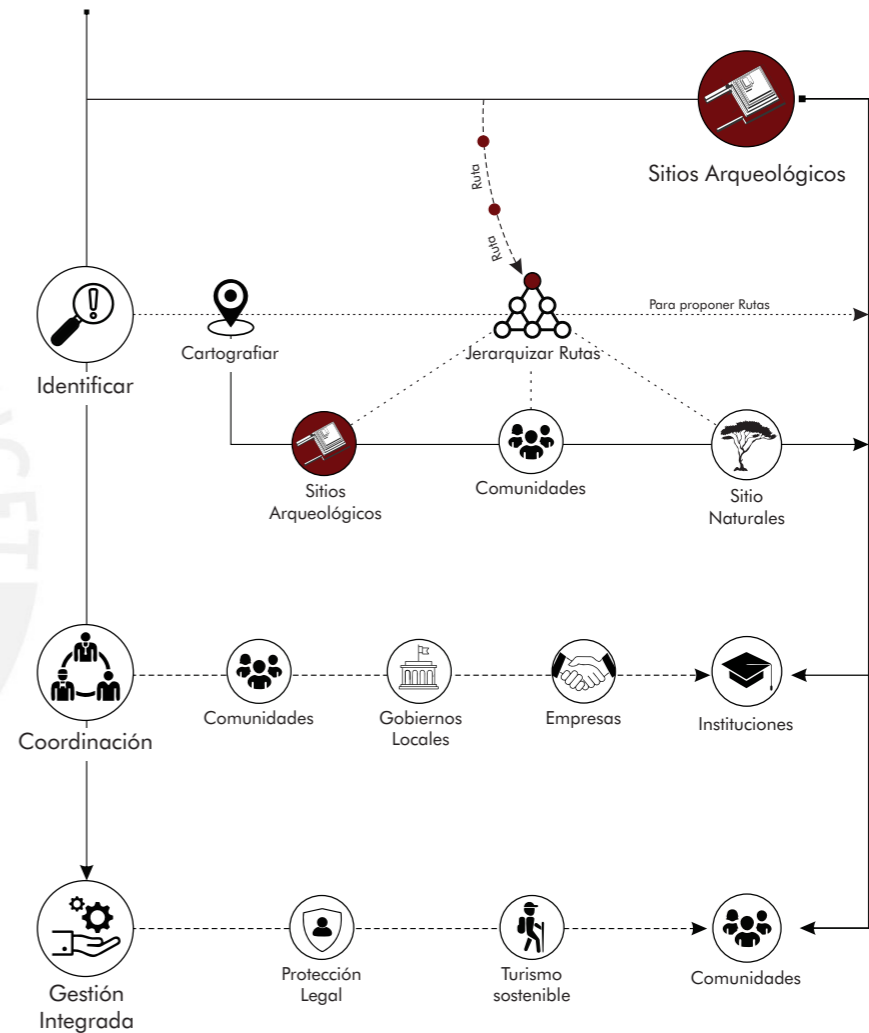 Sitios Arqueológicos
Ruta
Ruta
Para proponer Rutas
Identificar
Cartografiar
Jerarquizar Rutas
Sitios
Arqueológicos
Comunidades
Sitio
Naturales
Coordinación
Comunidades
Gobiernos
Locales
Empresas
Instituciones
Gestión
Integrada
Protección
Legal
Turismo
sostenible
Comunidades